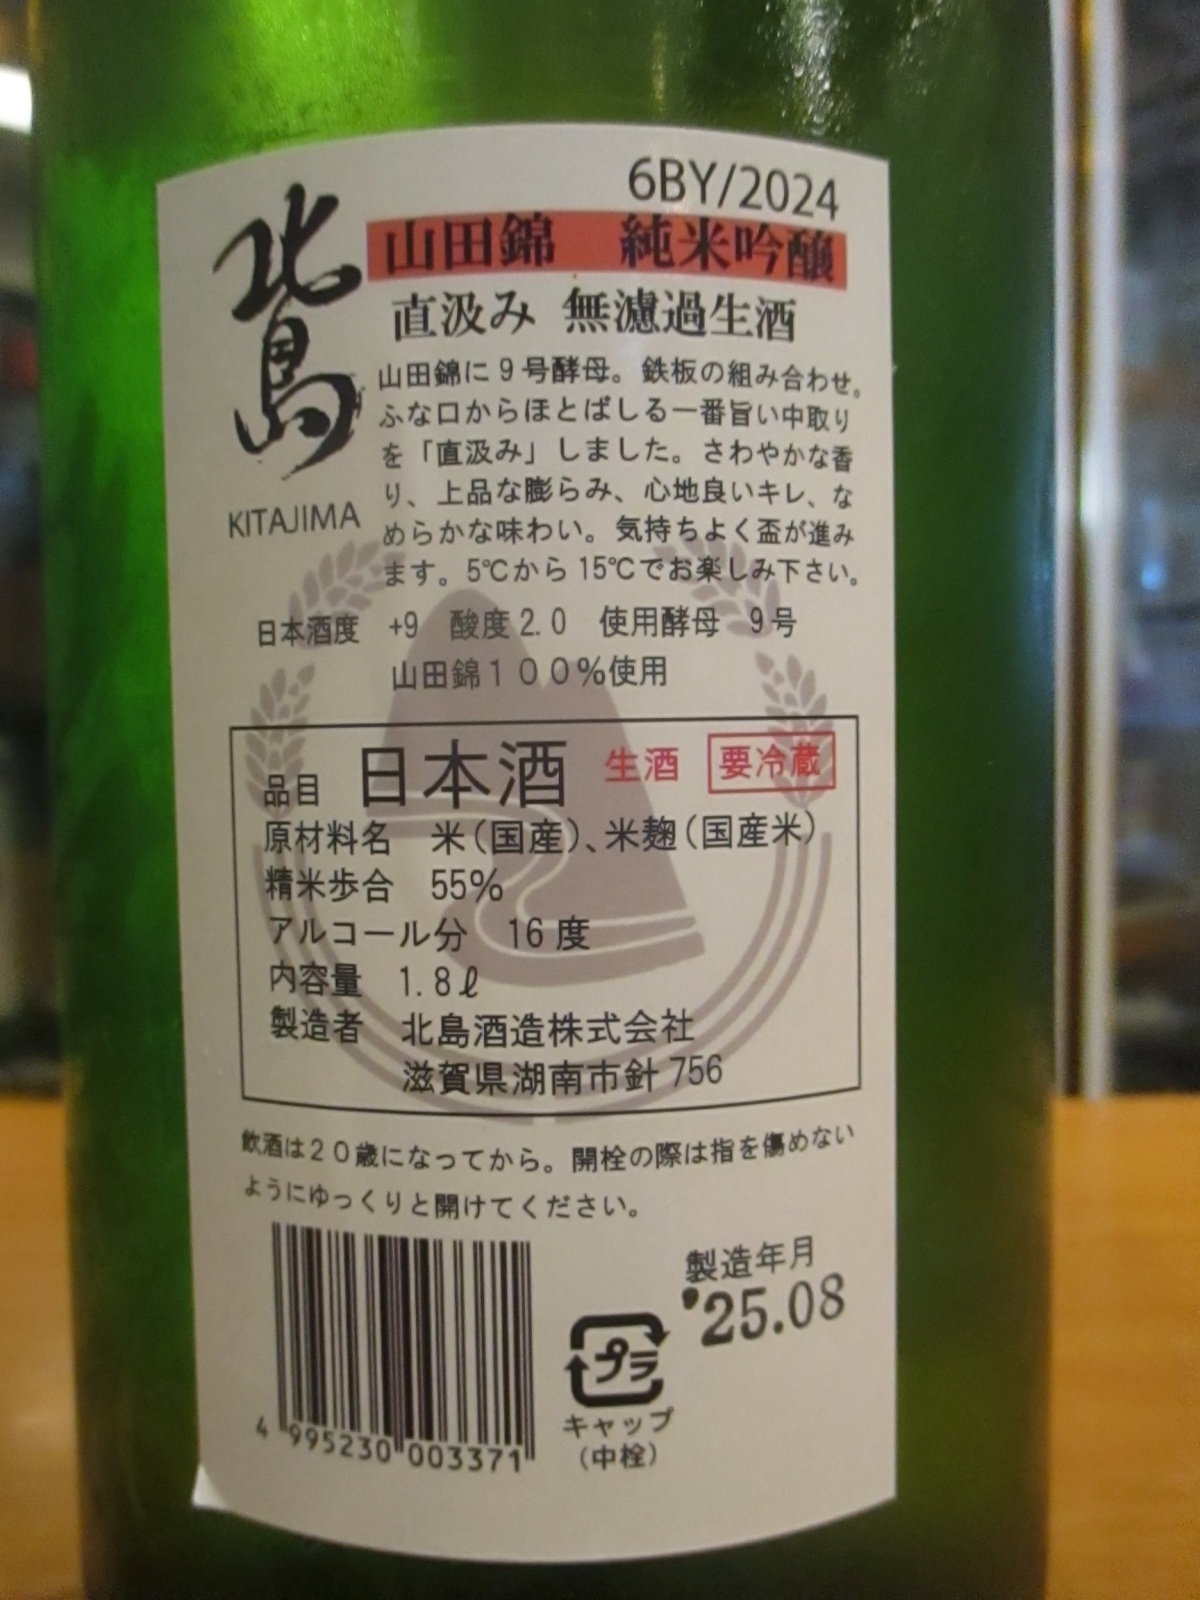 6BY/2024
北島
KITAJIMA
山田錦　純米吟醸
直汲み 無濾過生酒
山田錦に9号酵母。鉄板の組み合わせ。
ふな口からほとばしる一番旨い中取り
を「直汲み」しました。さわやかな香
り、上品な膨らみ、心地良いキレ、な
めらかな味わい。気持ちよく盃が進み
ます。5℃から15℃でお楽しみ下さい。
日本酒度　+9　酸度2.0　使用酵母　9号
山田錦１００%使用
品目　日本酒　生酒　要冷蔵
原材料名　米(国産)、米麹(国産米)
精米歩合　55%
アルコール分　16度
内容量　1.8ℓ
製造者　北島酒造株式会社
滋賀県湖南市針756
飲酒は２０歳になってから。開栓の際は指を傷めない
ようにゆっくりと開けてください。
製造年月
'25.08
プラ
キャップ
(中栓)
4 995230 003371